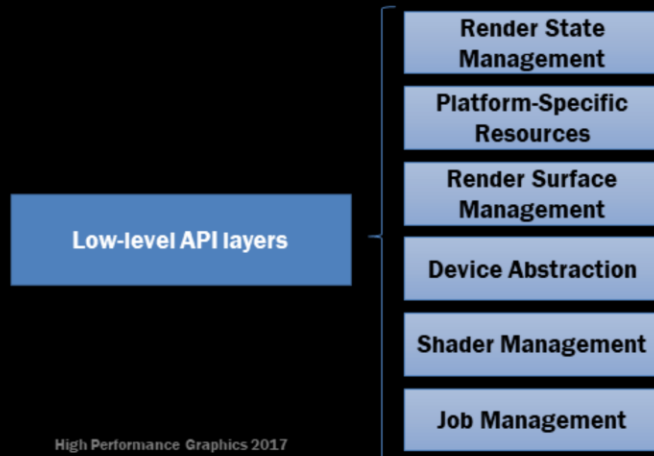 Low-level API layers
Render State
Management
Platform-Specific
Resources
Render Surface
Management
Device Abstraction
Shader Management
Job Management
High Performance Graphics 2017